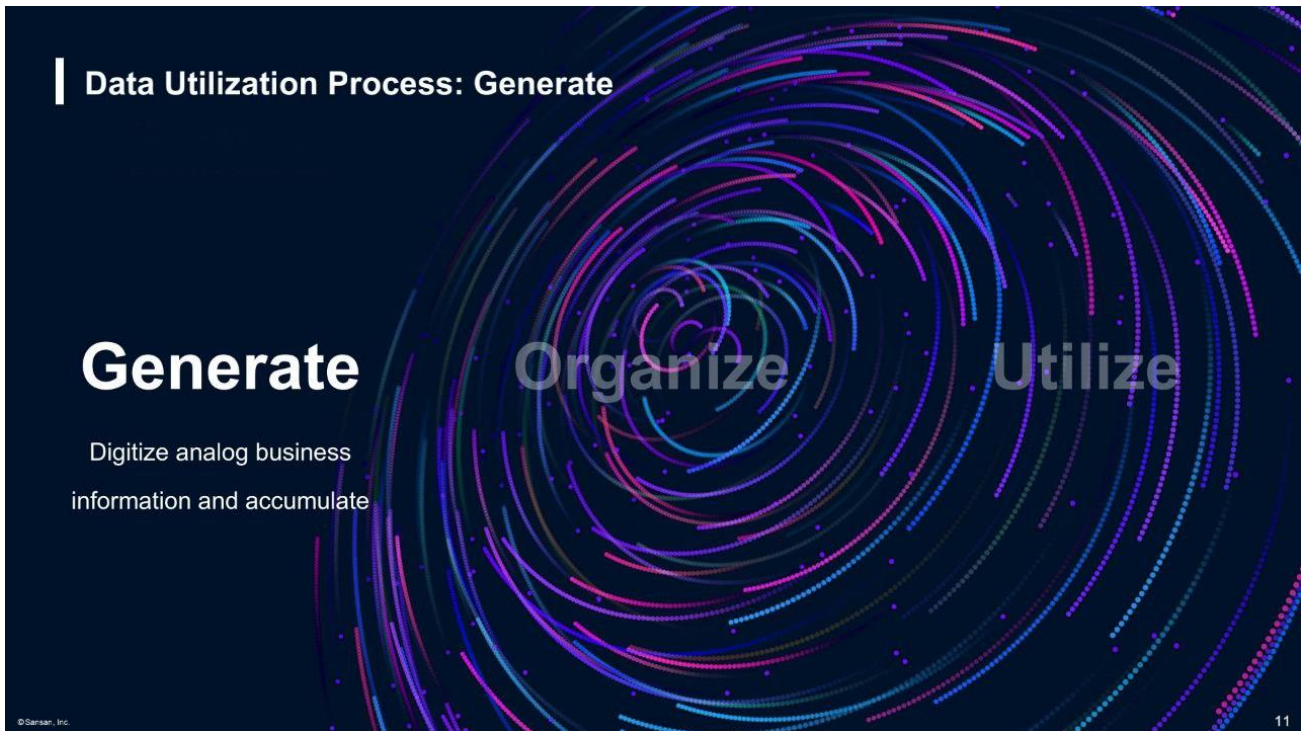 Data Utilization Process: Generate
Generate
Organize
Utilize
Digitize analog business
information and accumulate
©Sansan, Inc.
11